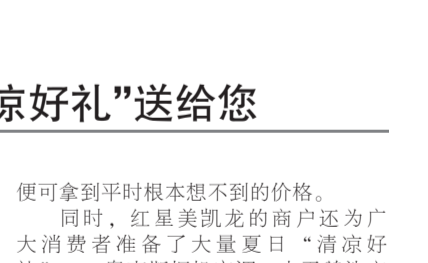 凉好礼”送给您
便可拿到平时根本想不到的价格。
同时，红星美凯龙的商户还为广
大消费者准备了大量夏日“清凉好